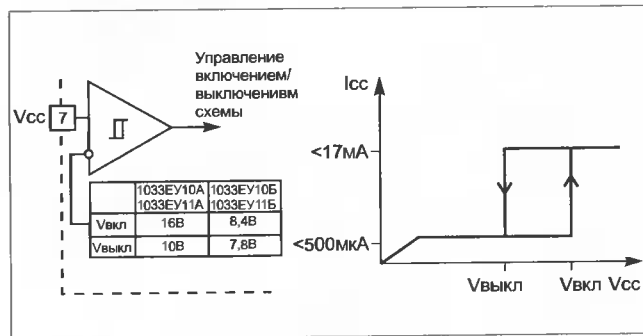 Управление
включением/
выключенивм
схемы
Vcc 7
1033ЕУ10А 1033ЕУ10Б
1033ЕУ11А 1033ЕУ11Б
Vвкл 16В 8,4В
Vвыкл 10В 7,8В
Icc
<17мА
<500мкА
Vвыкл Vвкл Vcc